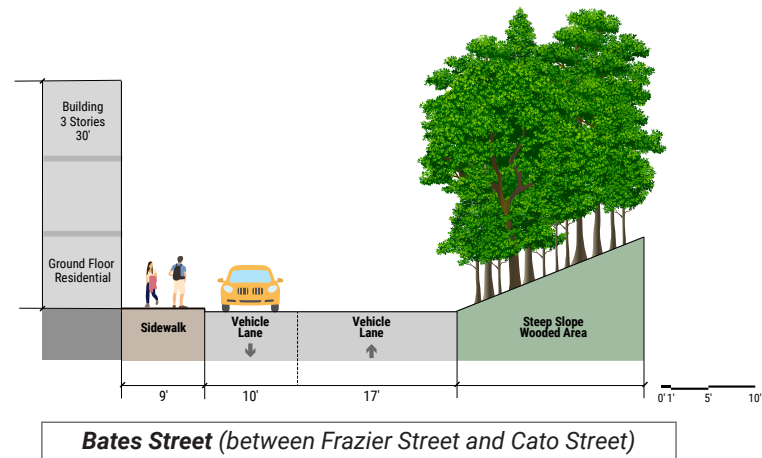 Building
3 Stories
30'
Ground Floor
Residential
Sidewalk
Vehicle
Lane
Vehicle
Lane
Steep Slope
Wooded Area
9'
10'
17'
0' 1' 5' 10'
Bates Street (between Frazier Street and Cato Street)